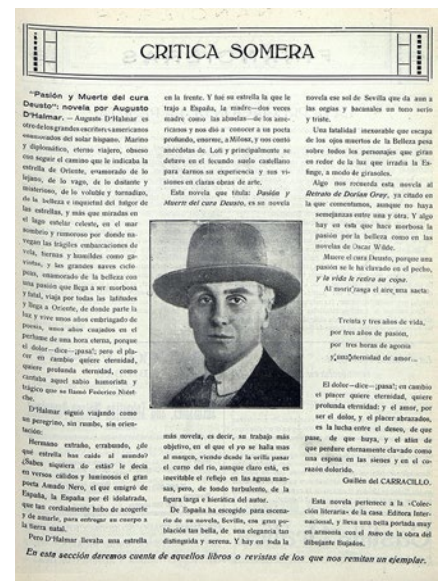 CRITICA SOMERA
"Pasión y Muerte del cura
Deusto": novela por Augusto
D'Halmar. — Augusto D'Halmar es
otro de los grandes escritores americanos
enamorados del solar hispano. Marino
y diplomático, eterno viajero, obseso
con seguir el camino que le indicaba la
estrella de Oriente, enamorado de lo
lejano, de lo vago, de lo distante y
misterioso, de lo voluble y tornadizo,
de la belleza e inquietud del fulgor de
las estrellas, y más que miradas en
el lago estelar celeste, en el mar
sombrío y rumoroso por donde na-
vegan las frágiles embarcaciones de
vela, tiernas y humildes como ga-
viotas, y las grandes naves cicló-
peas, enamorado de la belleza con
una pasión que llega a ser morbosa
y fatal, viaja por todas las latitudes
y llega a Oriente, de donde parte la
luz y vive unos años embriagado de
poesía, unos años cuajados en el
perfume de una hora eterna, porque
el dolor—dice—¡pasa!; pero el pla-
cer en cambio quiere eternidad,
quiere profunda eternidad, como
cantaba aquel sabio humorista y
trágico que se llamó Federico Nietzs-
che.
D'Halmar siguió viajando como
un peregrino, sin rumbo, sin orien-
tación:
Hermano extraño, errabundo, ¿de
qué estrella has caído al mundo?
¿Sabes siquiera do estás? le decía
en versos cálidos y luminosos el gran
poeta Amado Nervo, el que emigró de
España, la España por él idolatrada,
que tan cordialmente hubo de acogerle
y de amarle, para entregar su cuerpo a
la tierra natal.
Pero D'Halmar llevaba una estrella
en la frente. Y fué su estrella la que le
trajo a España, la madre—dos veces
madre como las abuelas—de los ame-
ricanos y nos dió a conocer a un poeta
profundo, enorme, a Milosz, y nos contó
anécdotas de Loti y principalmente se
detuvo en el fecundo suelo castellano
para darnos su experiencia y sus vi-
siones en claras obras de arte.
Esta novela que titula: Pasión y
Muerte del cura Deusto, es su novela
más novela, es decir, su trabajo más
objetivo, en el que el yo se halla mas
al margen, viendo desde la orilla pasar
el curso del río, aunque claro está, es
inevitable el reflejo en las aguas man-
sas, pero, de fondo turbulento, de la
figura larga e hierática del autor.
De España ha escogido para escena-
rio de su novela, Sevilla, esa gran po-
blación tan bella, de una elegancia tan
distinguida y serena. Y hay en toda la
novela ese sol de Sevilla que da aun a
las orgías y bacanales un tono serio
y triste.
Una fatalidad inexorable que escapa
de los ojos muertos de la Belleza pesa
sobre todos los personajes que giran
en redor de la luz que irradia la Es-
finge, a modo de girasoles.
Algo nos recuerda esta novela al
Retrato de Dorian Gray, ya citado en
la que comentamos, aunque no haya
semejanzas entre una y otra. Y algo
hay en esta que hace morbosa la
pasión por la belleza como en las
novelas de Oscar Wilde.
Muere el cura Deusto, porque una
pasión se le ha clavado en el pecho,
y la vida le retira su copa.
Al morir rasga el aire una saeta:
Treinta y tres años de vida,
por tres años de pasión,
por tres horas de agonía
y una eternidad de amor...
El dolor—dice—¡pasa!; en cambio
el placer quiere eternidad, quiere
profunda eternidad; y el amor, por
ser el dolor, y el placer abrazados,
es la lucha entre el deseo, de que
pase, de que huya, y el afán de
que perdure eternamente clavado como
una espina en las sienes y en el co-
razón dolorido.
Guillén del CARRACILLO.
Esta novela pertenece a la «Colec-
ción literaria» de la casa Editora Inter-
nacional, y lleva una bella portada muy
en armonía con el tono de la obra del
dibujante Bujados.
En esta sección daremos cuenta de aquellos libros o revistas de los que nos remitan un ejemplar.